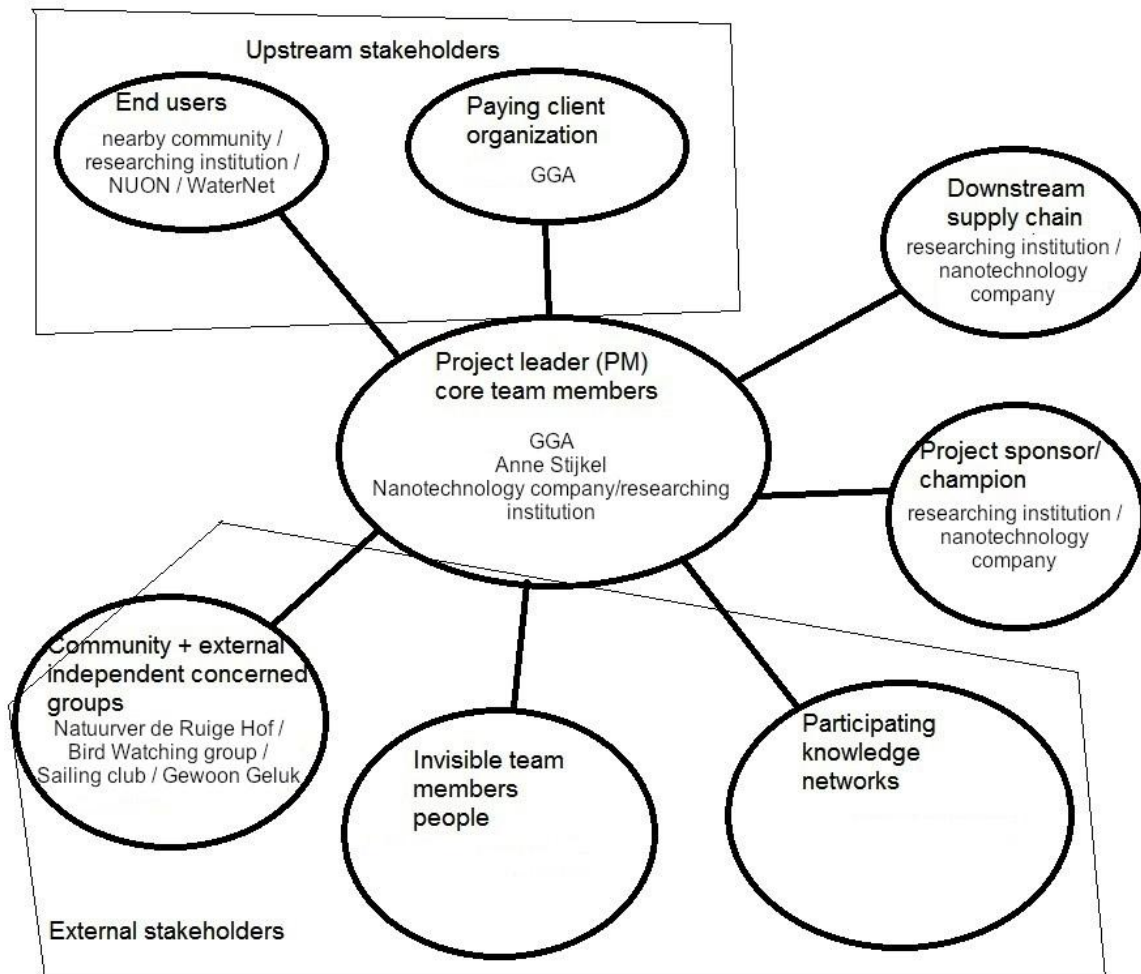 Upstream stakeholders
End users
nearby community /
researching institution /
NUON / WaterNet
Paying client
organization
GGA
Downstream
supply chain
researching institution /
nanotechnology
company
Project leader (PM)
core team members
GGA
Anne Stijkel
Nanotechnology company/researching
institution
Project sponsor/
champion
researching institution /
nanotechnology
company
Community + external
independent concerned
groups
Natuurver de Ruige Hof /
Bird Watching group /
Sailing club / Gewoon Geluk
Invisible team
members
people
Participating
knowledge
networks
External stakeholders